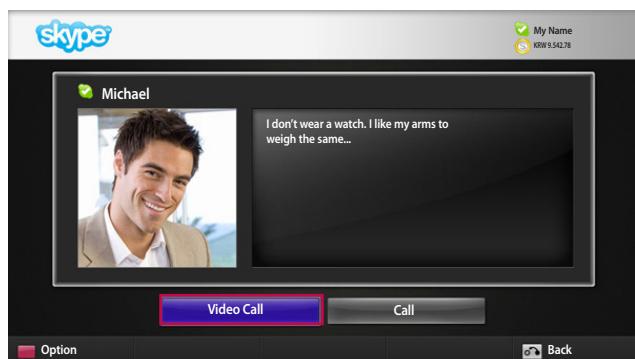 skype
My Name
KRW 9.542.78
Michael
I don't wear a watch. I like my arms to
weigh the same...
Video Call
Call
Option
Back